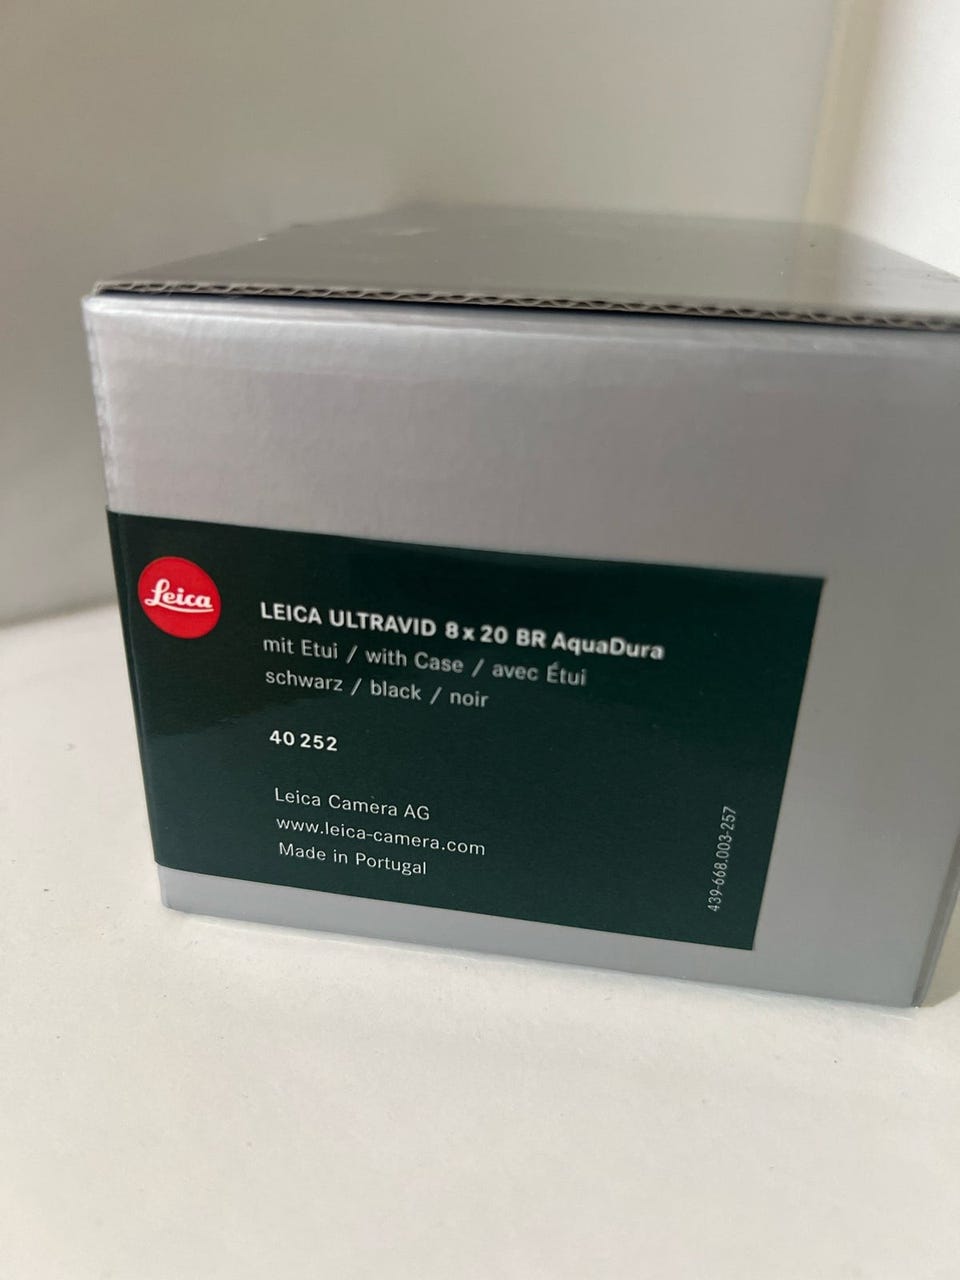 Leica
LEICA ULTRAVID 8 x 20 BR AquaDura
mit Etui / with Case / avec Étui
schwarz / black / noir
40 252
Leica Camera AG
www.leica-camera.com
Made in Portugal
439-668.003-257